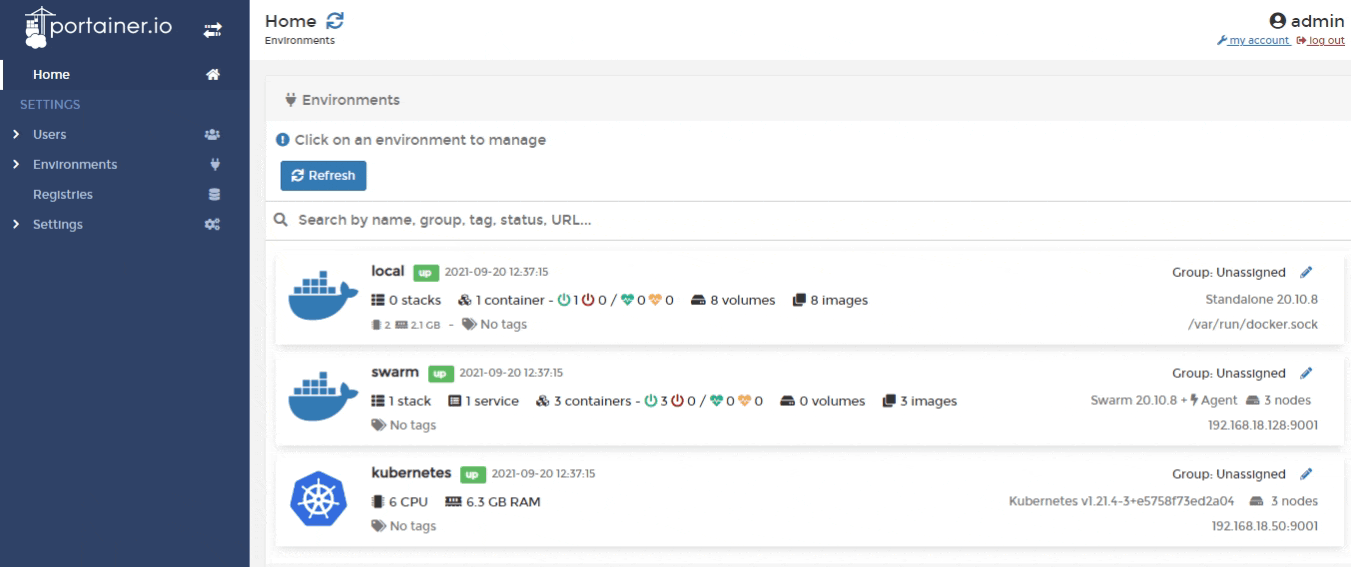 portainer.io
Home
SETTINGS
Users
Environments
Registries
Settings
Home
Environments
admin
my account log out
Environments
Click on an environment to manage
Refresh
Search by name, group, tag, status, URL...
local up 2021-09-20 12:37:15 Group: Unassigned
0 stacks 1 container - 1 0 / 0 0 8 volumes 8 images Standalone 20.10.8
2 2.1 GB - No tags /var/run/docker.sock
swarm up 2021-09-20 12:37:15 Group: Unassigned
1 stack 1 service 3 containers - 3 0 / 0 0 0 volumes 3 images Swarm 20.10.8 + Agent 3 nodes
No tags 192.168.18.128:9001
kubernetes up 2021-09-20 12:37:15 Group: Unassigned
6 CPU 6.3 GB RAM Kubernetes v1.21.4-3+e5758f73ed2a04 3 nodes
No tags 192.168.18.50:9001